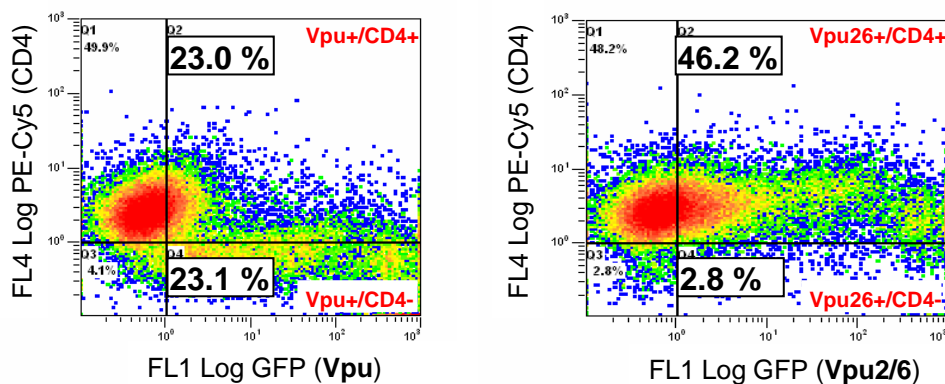 FL4 Log PE-Cy5 (CD4)
10³
10²
10¹
10⁰
Q1
49.9%
Q2
23.0 %
Vpu+/CD4+
Q3
4.1%
Q4
23.1 %
Vpu+/CD4-
10⁰ 10¹ 10² 10³
FL1 Log GFP (Vpu)
FL4 Log PE-Cy5 (CD4)
10³
10²
10¹
10⁰
Q1
48.2%
Q2
46.2 %
Vpu26+/CD4+
Q3
2.8%
Q4
2.8 %
Vpu26+/CD4-
10⁰ 10¹ 10²
FL1 Log GFP (Vpu2/6)